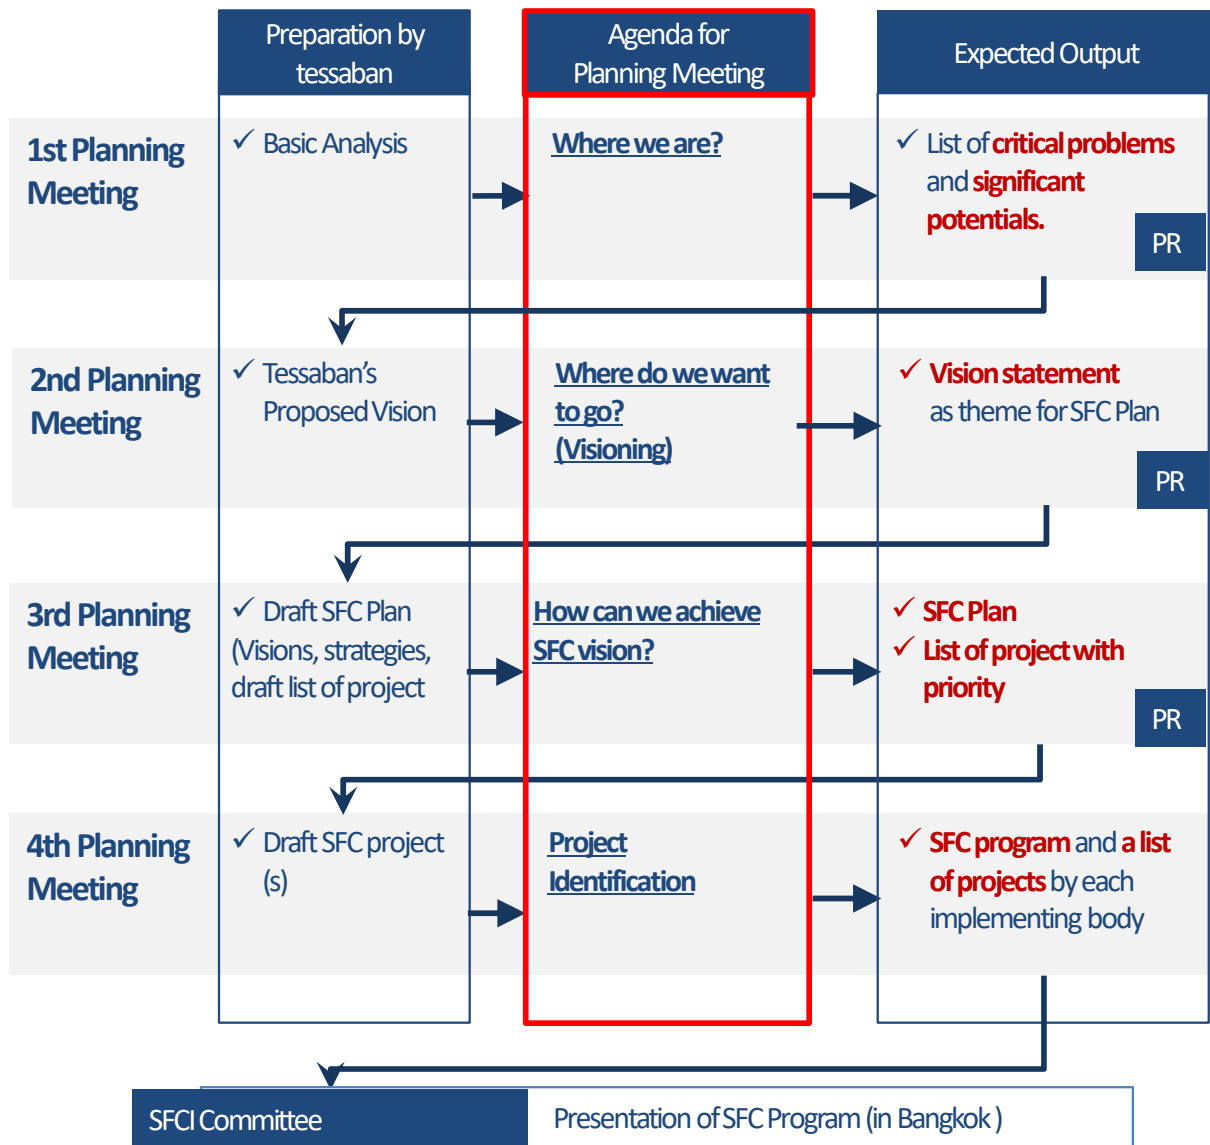 Preparation by
tessaban
Agenda for
Planning Meeting
Expected Output
1st Planning
Meeting
✓ Basic Analysis
Where we are?
✓ List of critical problems
and significant
potentials.
PR
2nd Planning
Meeting
✓ Tessaban's
Proposed Vision
Where do we want
to go?
(Visioning)
✓ Vision statement
as theme for SFC Plan
PR
3rd Planning
Meeting
✓ Draft SFC Plan
(Visions, strategies,
draft list of project
How can we achieve
SFC vision?
✓ SFC Plan
✓ List of project with
priority
PR
4th Planning
Meeting
✓ Draft SFC project
(s)
Project
Identification
✓ SFC program and a list
of projects by each
implementing body
SFCI Committee
Presentation of SFC Program (in Bangkok )